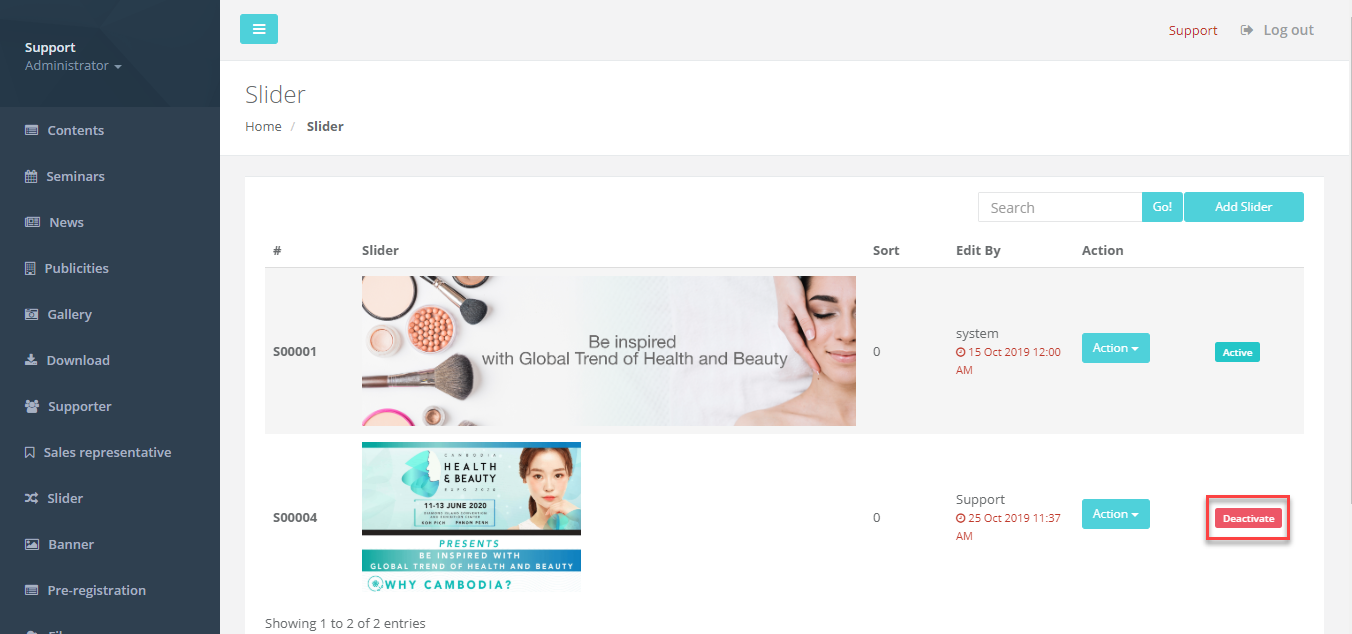 Support
Administrator
Contents
Seminars
News
Publicities
Gallery
Download
Supporter
Sales representative
Slider
Banner
Pre-registration
Support
Log out
Slider
Home / Slider
Search
Go!
Add Slider
# Slider Sort Edit By Action
S00001
Be inspired
with Global Trend of Health and Beauty
0
system
15 Oct 2019 12:00
AM
Action
Active
S00004
CAMBODIA
HEALTH
& BEAUTY
EXPO 2020
11-13 JUNE 2020
KOH PICH PHNOM PENH
PRESENTS
BE INSPIRED WITH
GLOBAL TREND OF HEALTH AND BEAUTY
WHY CAMBODIA?
0
Support
25 Oct 2019 11:37
AM
Action
Deactivate
Showing 1 to 2 of 2 entries